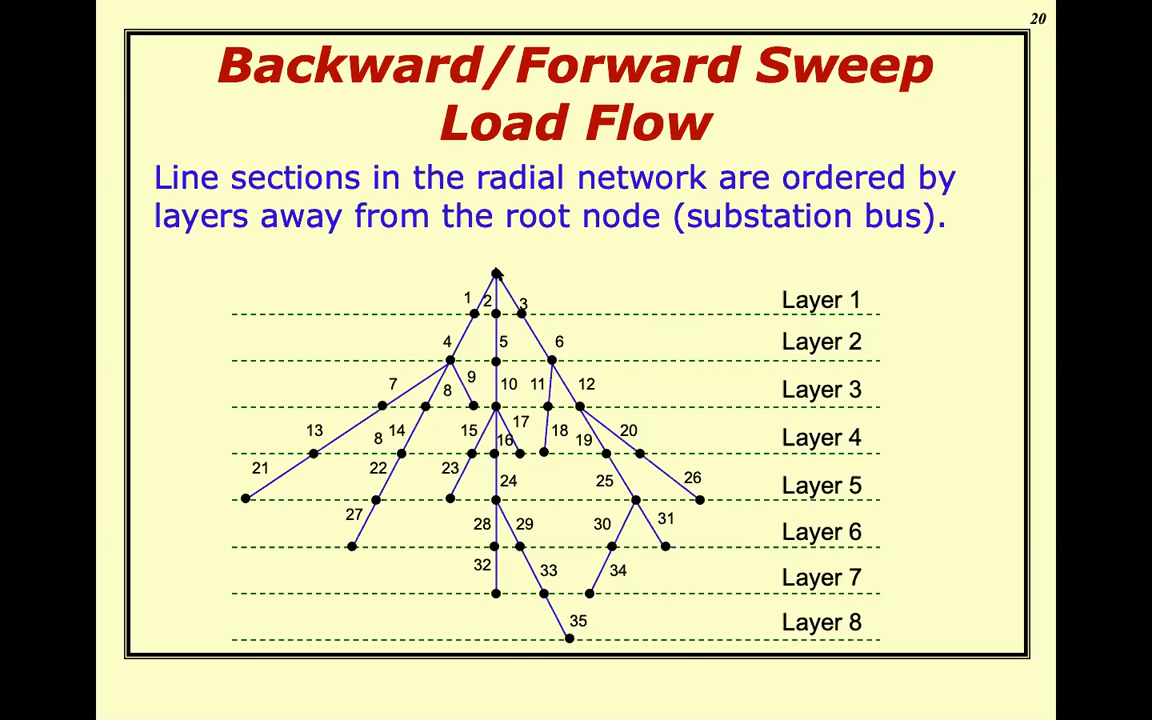 20
Backward/Forward Sweep
Load Flow
Line sections in the radial network are ordered by
layers away from the root node (substation bus).
1 2 3 Layer 1
4 5 6 Layer 2
7 8 9 10 11 12 Layer 3
13 8 14 15 16 17 18 19 20 Layer 4
21 22 23 24 25 26 Layer 5
27 28 29 30 31 Layer 6
32 33 34 Layer 7
35 Layer 8